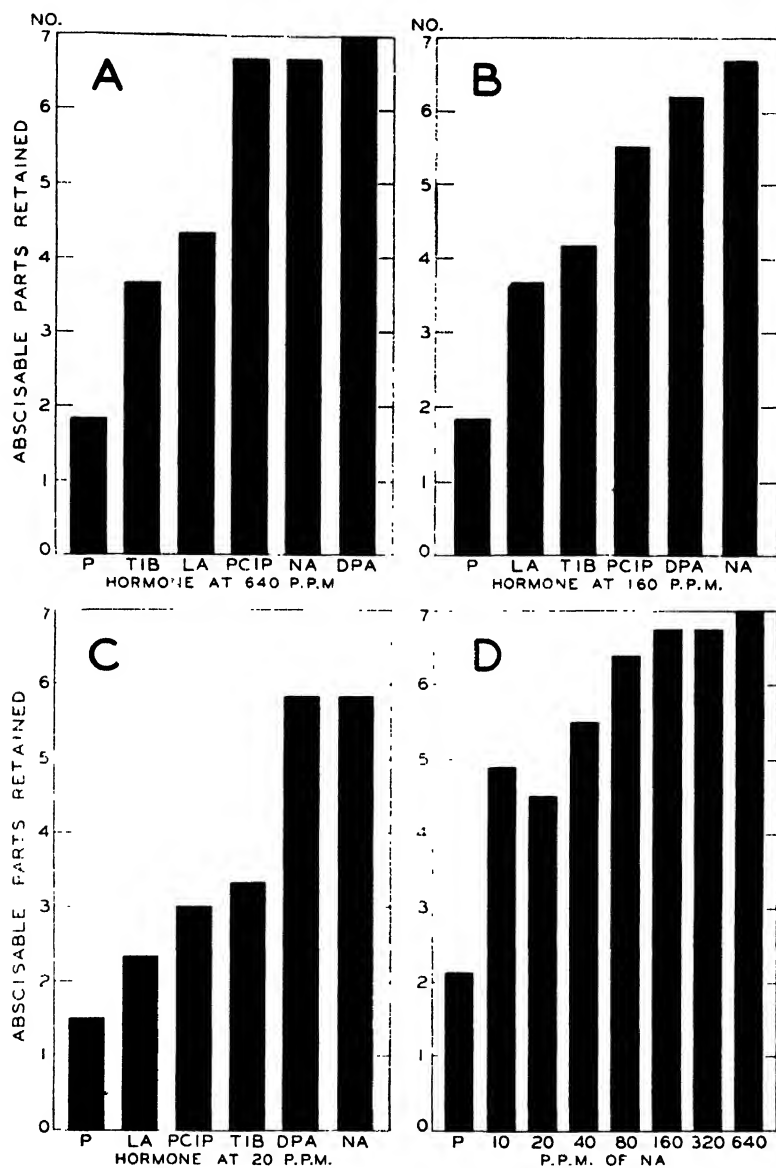 NO.
7
6
5
4
3
2
1
0
ABSCISABLE PARTS RETAINED
A
P TIB LA PCIP NA DPA
HORMONE AT 640 P.P.M
NO.
7
6
5
4
3
2
1
0
B
P LA TIB PCIP DPA NA
HORMONE AT 160 P.P.M.
7
6
5
4
3
2
1
0
ABSCISABLE PARTS RETAINED
C
P LA PCIP TIB DPA NA
HORMONE AT 20 P.P.M.
7
6
5
4
3
2
1
0
D
P 10 20 40 80 160 320 640
P.P.M. OF NA